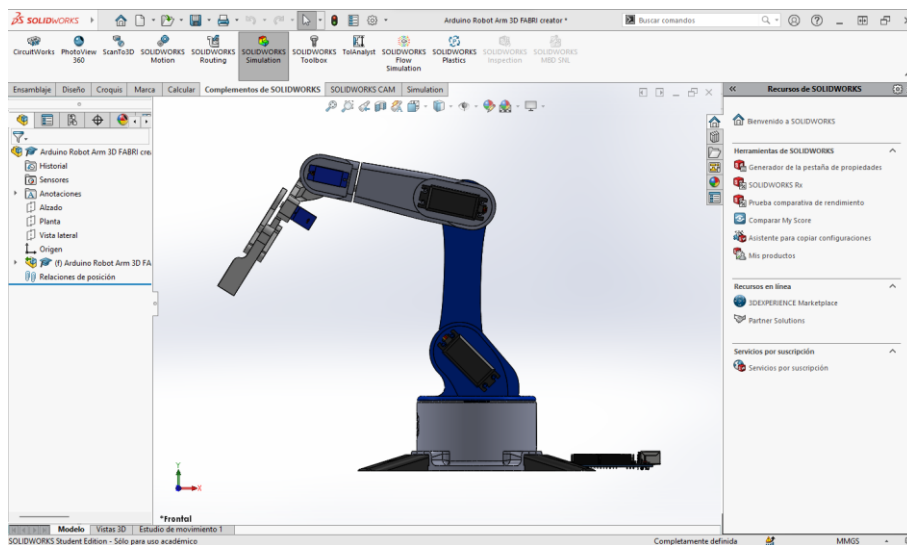 SOLIDWORKS
Arduino Robot Arm 3D FABRI creator *
Buscar comandos
CircuitWorks
PhotoView 360
ScanTo3D
SOLIDWORKS Motion
SOLIDWORKS Routing
SOLIDWORKS Simulation
SOLIDWORKS Toolbox
TolAnalyst
SOLIDWORKS Flow Simulation
SOLIDWORKS Plastics
SOLIDWORKS Inspection
SOLIDWORKS MBD SNL
Ensamblaje
Diseño
Croquis
Marca
Calcular
Complementos de SOLIDWORKS
SOLIDWORKS CAM
Simulation
Arduino Robot Arm 3D FABRI crea
Historial
Sensores
Anotaciones
Alzado
Planta
Vista lateral
Origen
(f) Arduino Robot Arm 3D FA
Relaciones de posición
Y
X
*Frontal
Recursos de SOLIDWORKS
Bienvenido a SOLIDWORKS
Herramientas de SOLIDWORKS
Generador de la pestaña de propiedades
SOLIDWORKS Rx
Prueba comparativa de rendimiento
Comparar My Score
Asistente para copiar configuraciones
Mis productos
Recursos en línea
3DEXPERIENCE Marketplace
Partner Solutions
Servicios por suscripción
Servicios por suscripción
Modelo
Vistas 3D
Estudio de movimiento 1
SOLIDWORKS Student Edition - Sólo para uso académico
Completamente definida
MMGS